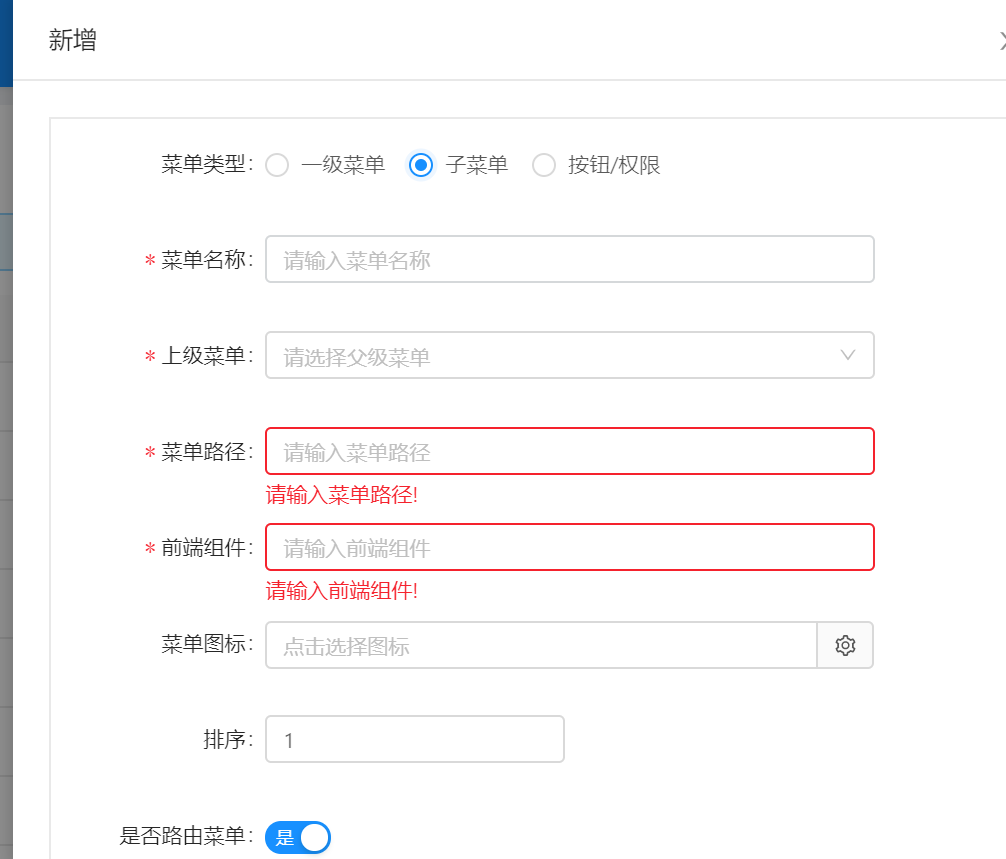 新增
菜单类型: 一级菜单 子菜单 按钮/权限
* 菜单名称: 请输入菜单名称
* 上级菜单: 请选择父级菜单
* 菜单路径: 请输入菜单路径
请输入菜单路径!
* 前端组件: 请输入前端组件
请输入前端组件!
菜单图标: 点击选择图标
排序: 1
是否路由菜单: 是